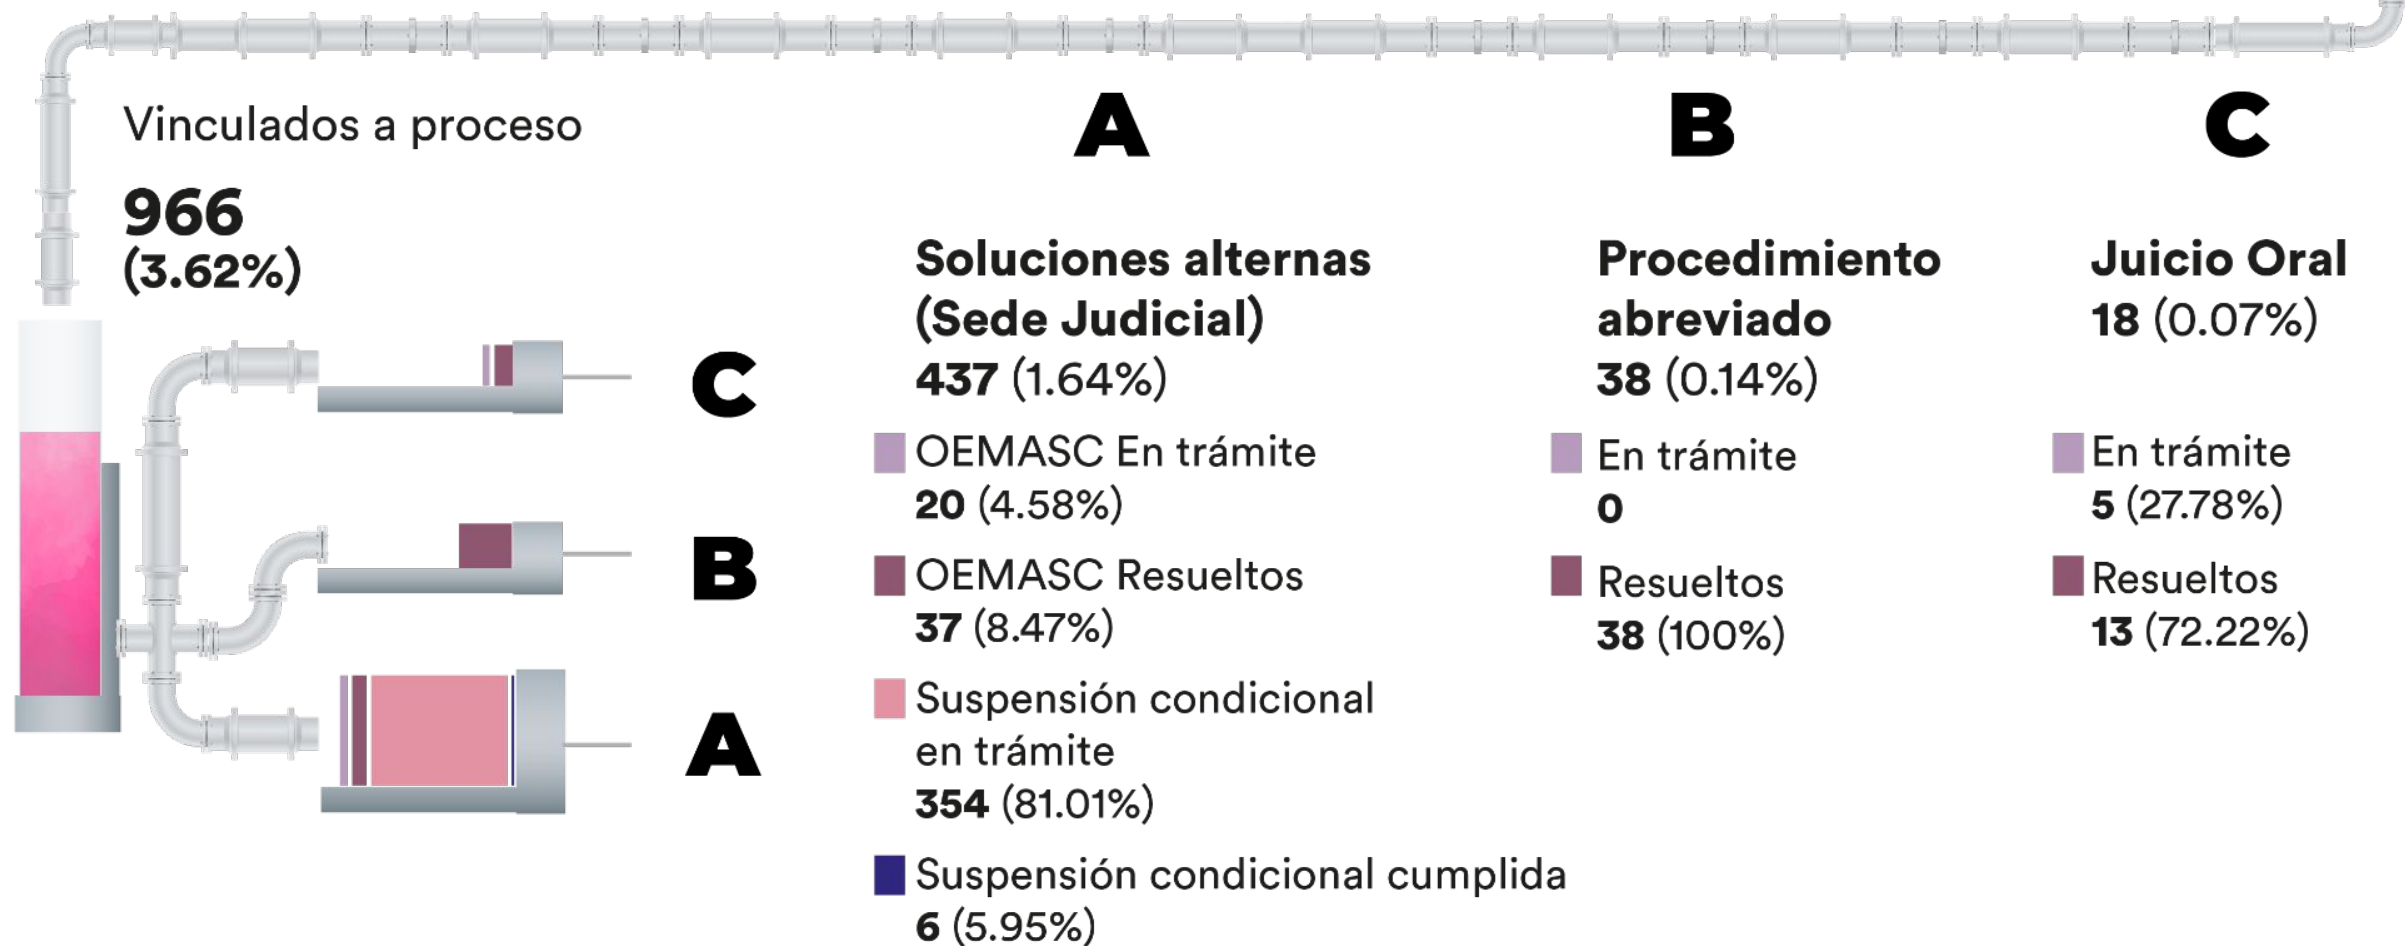 Vinculados a proceso
966
(3.62%)
C
B
A
A
Soluciones alternas
(Sede Judicial)
437 (1.64%)
OEMASC En trámite
20 (4.58%)
OEMASC Resueltos
37 (8.47%)
Suspensión condicional
en trámite
354 (81.01%)
Suspensión condicional cumplida
6 (5.95%)
B
Procedimiento
abreviado
38 (0.14%)
En trámite
0
Resueltos
38 (100%)
C
Juicio Oral
18 (0.07%)
En trámite
5 (27.78%)
Resueltos
13 (72.22%)